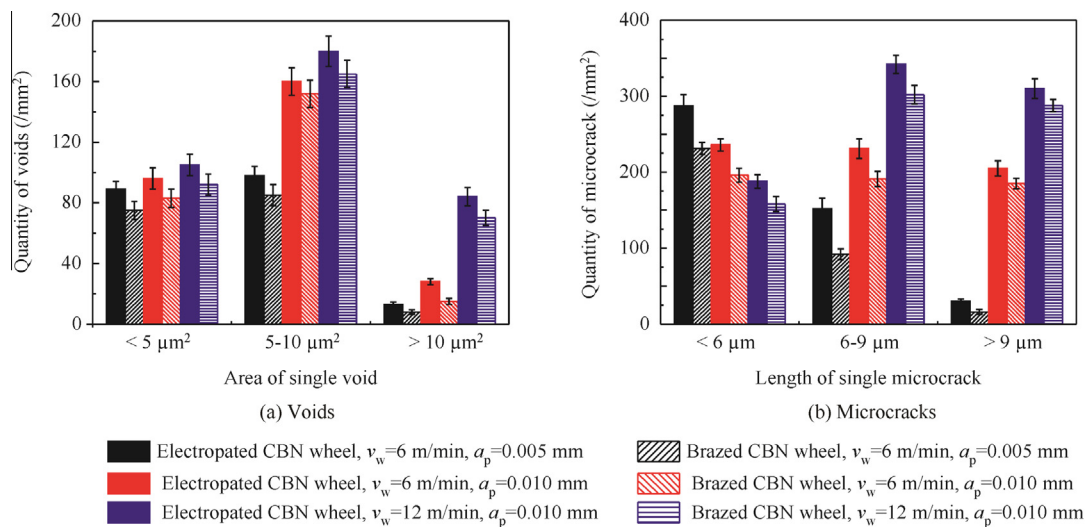 Quantity of voids (/mm²)
200
160
120
80
40
0
< 5 μm²
5-10 μm²
> 10 μm²
Area of single void
(a) Voids
Quantity of microcrack (/mm²)
400
300
200
100
0
< 6 μm
6-9 μm
> 9 μm
Length of single microcrack
(b) Microcracks
Electropated CBN wheel, vw=6 m/min, ap=0.005 mm
Brazed CBN wheel, vw=6 m/min, ap=0.005 mm
Electropated CBN wheel, vw=6 m/min, ap=0.010 mm
Brazed CBN wheel, vw=6 m/min, ap=0.010 mm
Electropated CBN wheel, vw=12 m/min, ap=0.010 mm
Brazed CBN wheel, vw=12 m/min, ap=0.010 mm